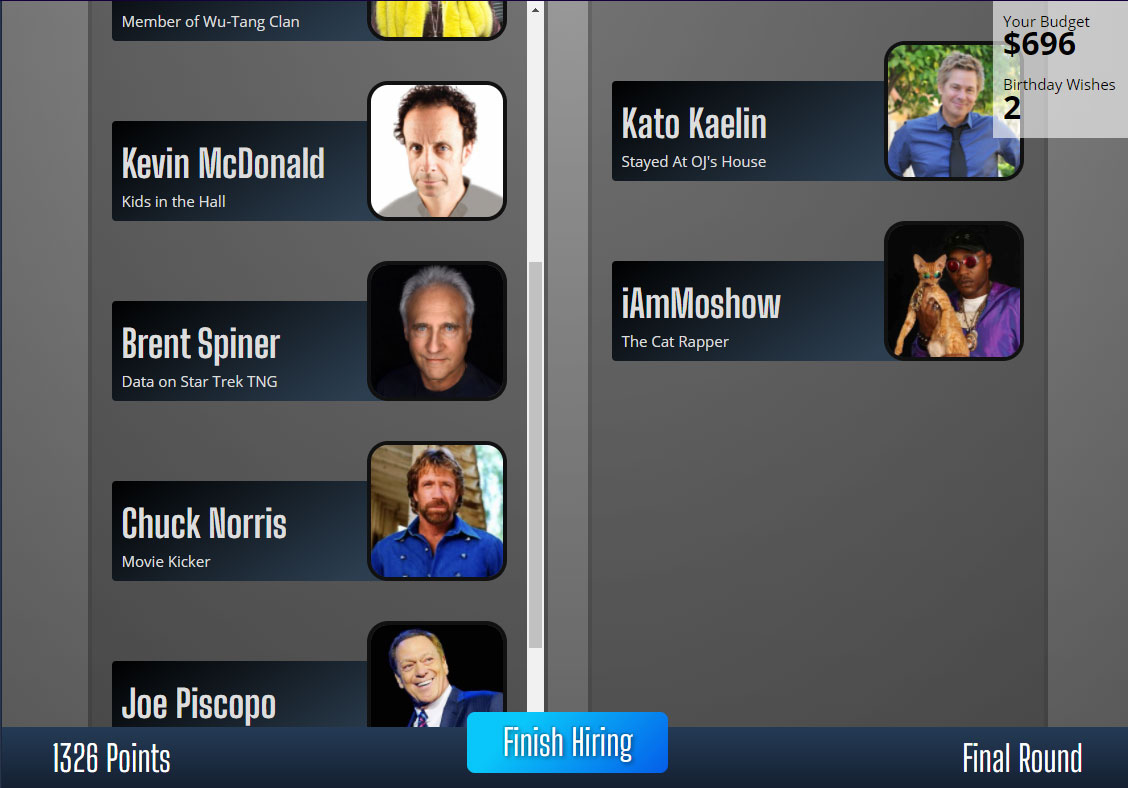 Member of Wu-Tang Clan
Kevin McDonald
Kids in the Hall
Brent Spiner
Data on Star Trek TNG
Chuck Norris
Movie Kicker
Joe Piscopo
Your Budget
$696
Birthday Wishes
2
Kato Kaelin
Stayed At OJ's House
iAmMoshow
The Cat Rapper
1326 Points
Finish Hiring
Final Round